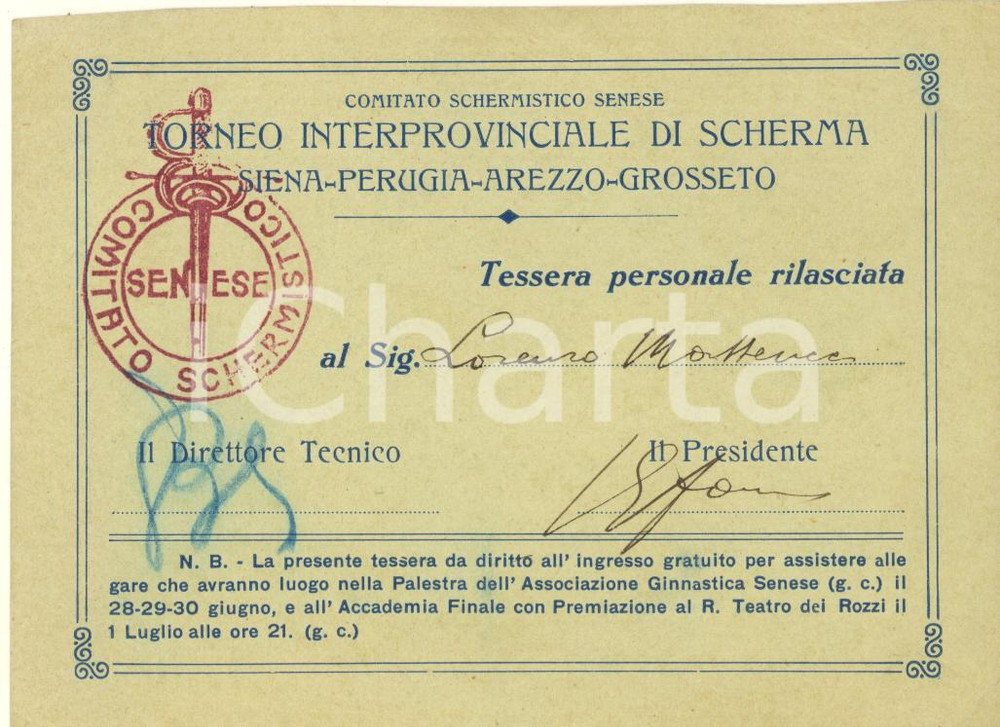 COMITATO SCHERMISTICO SENESE
TORNEO INTERPROVINCIALE DI SCHERMA
SIENA-PERUGIA-AREZZO-GROSSETO
COMITATO SCHERMISTICO
SENESE
Tessera personale rilasciata
al Sig. Lorenzo Matteucci
iCharta
Il Direttore Tecnico
Il Presidente
N. B. - La presente tessera da diritto all' ingresso gratuito per assistere alle
gare che avranno luogo nella Palestra dell' Associazione Ginnastica Senese (g. c.) il
28-29-30 giugno, e all' Accademia Finale con Premiazione al R. Teatro dei Rozzi il
1 Luglio alle ore 21. (g. c.)